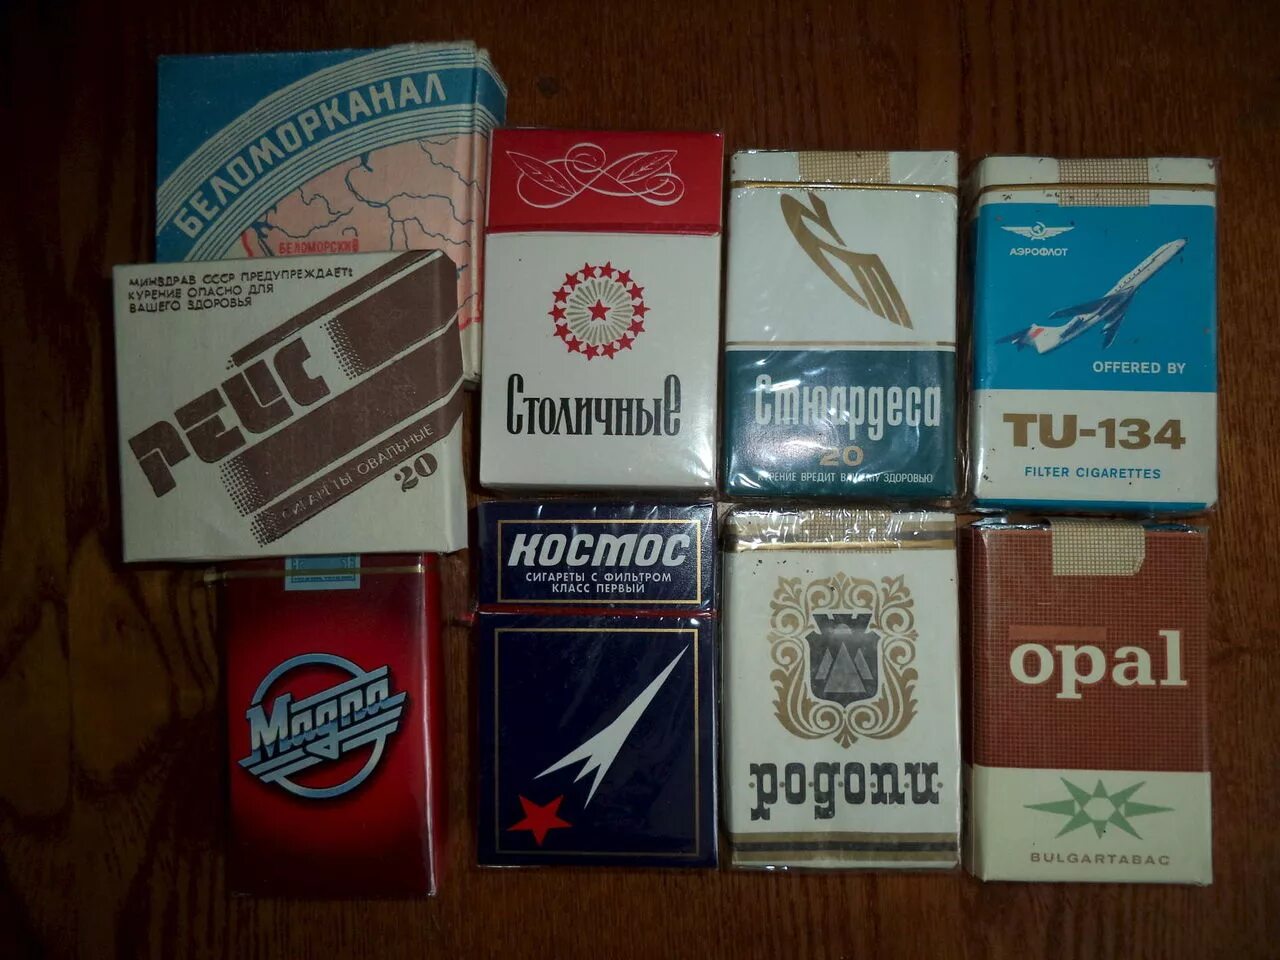 БЕЛОМОРКАНАЛ
БЕЛОМОРСКИЙ
МИНЗДРАВ СССР ПРЕДУПРЕЖДАЕТ:
КУРЕНИЕ ОПАСНО ДЛЯ
ВАШЕГО ЗДОРОВЬЯ
РЕЙС
СИГАРЕТЫ ОВАЛЬНЫЕ
20
Столичные
Стюардеса
20
КУРЕНИЕ ВРЕДИТ ВАШЕМУ ЗДОРОВЬЮ
АЭРОФЛОТ
OFFERED BY
TU-134
FILTER CIGARETTES
Магна
КОСМОС
СИГАРЕТЫ С ФИЛЬТРОМ
КЛАСС ПЕРВЫЙ
РОДОПИ
opal
BULGARTABAC